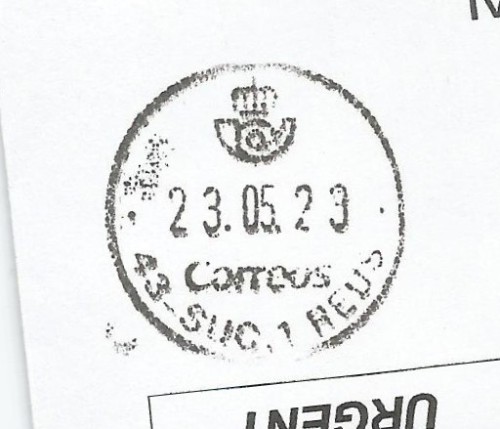 23.05.23
Correos
43-SUC.1 REUS
URGENT